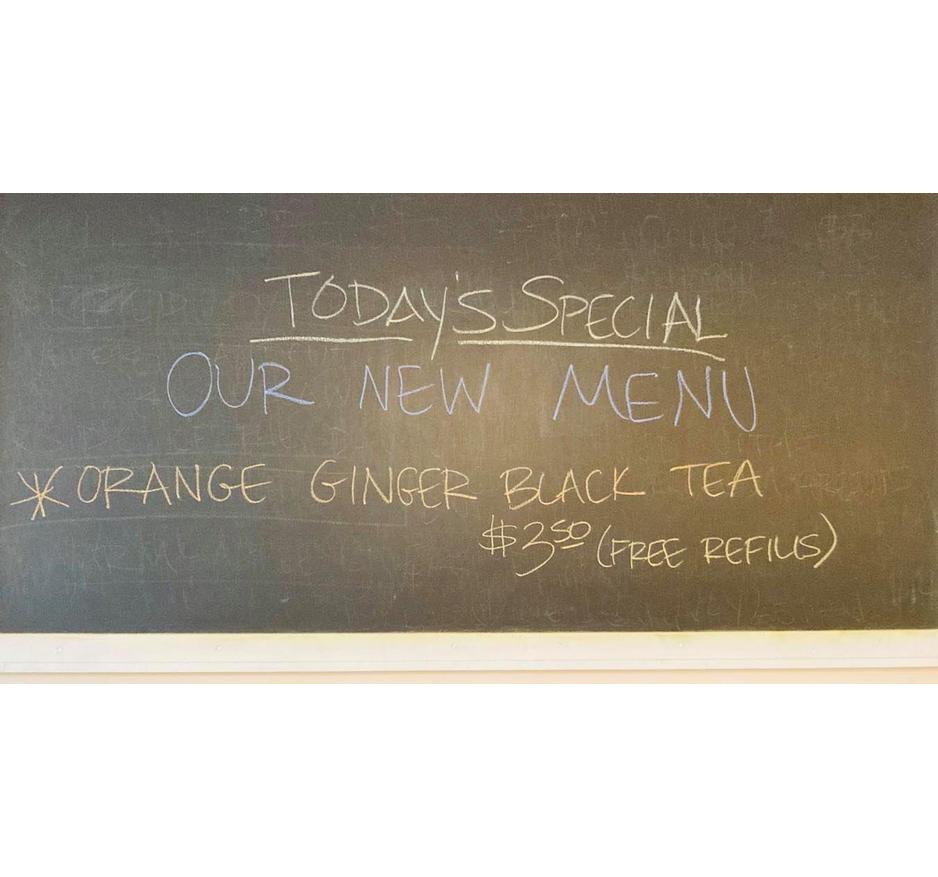 TODAY'S SPECIAL
OUR NEW MENU
* ORANGE GINGER BLACK TEA
$3.50 (FREE REFILLS)